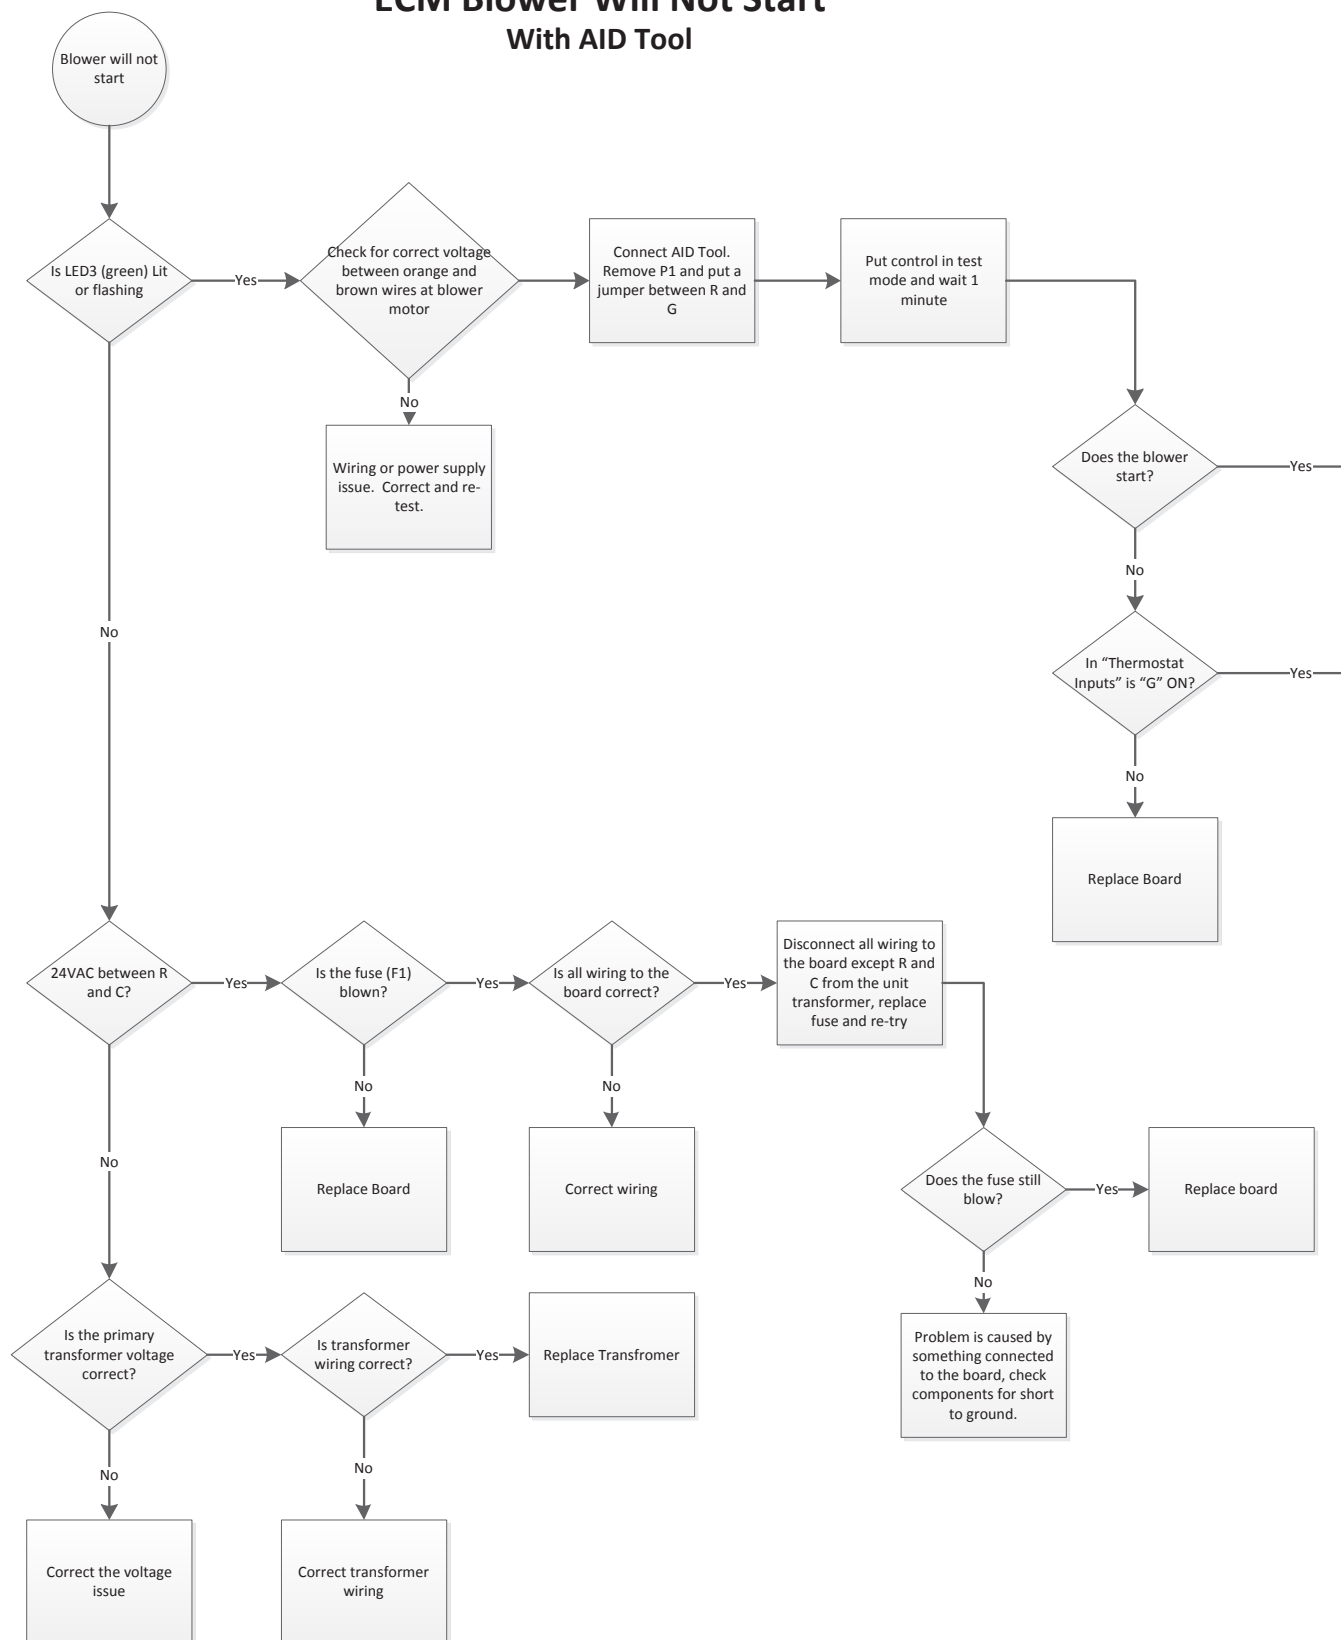 ECM Blower Will Not Start
With AID Tool
Blower will not
start
Is LED3 (green) Lit
or flashing
Yes
Check for correct voltage
between orange and
brown wires at blower
motor
Connect AID Tool.
Remove P1 and put a
jumper between R and
G
Put control in test
mode and wait 1
minute
No
Wiring or power supply
issue.  Correct and re-
test.
Does the blower
start?
Yes
No
In “Thermostat
Inputs” is “G” ON?
Yes
No
Replace Board
No
24VAC between R
and C?
Yes
Is the fuse (F1)
blown?
Yes
Is all wiring to the
board correct?
Yes
Disconnect all wiring to
the board except R and
C from the unit
transformer, replace
fuse and re-try
No
Replace Board
No
Correct wiring
Does the fuse still
blow?
Yes
Replace board
No
Problem is caused by
something connected
to the board, check
components for short
to ground.
No
Is the primary
transformer voltage
correct?
Yes
Is transformer
wiring correct?
Yes
Replace Transfromer
No
Correct the voltage
issue
No
Correct transformer
wiring